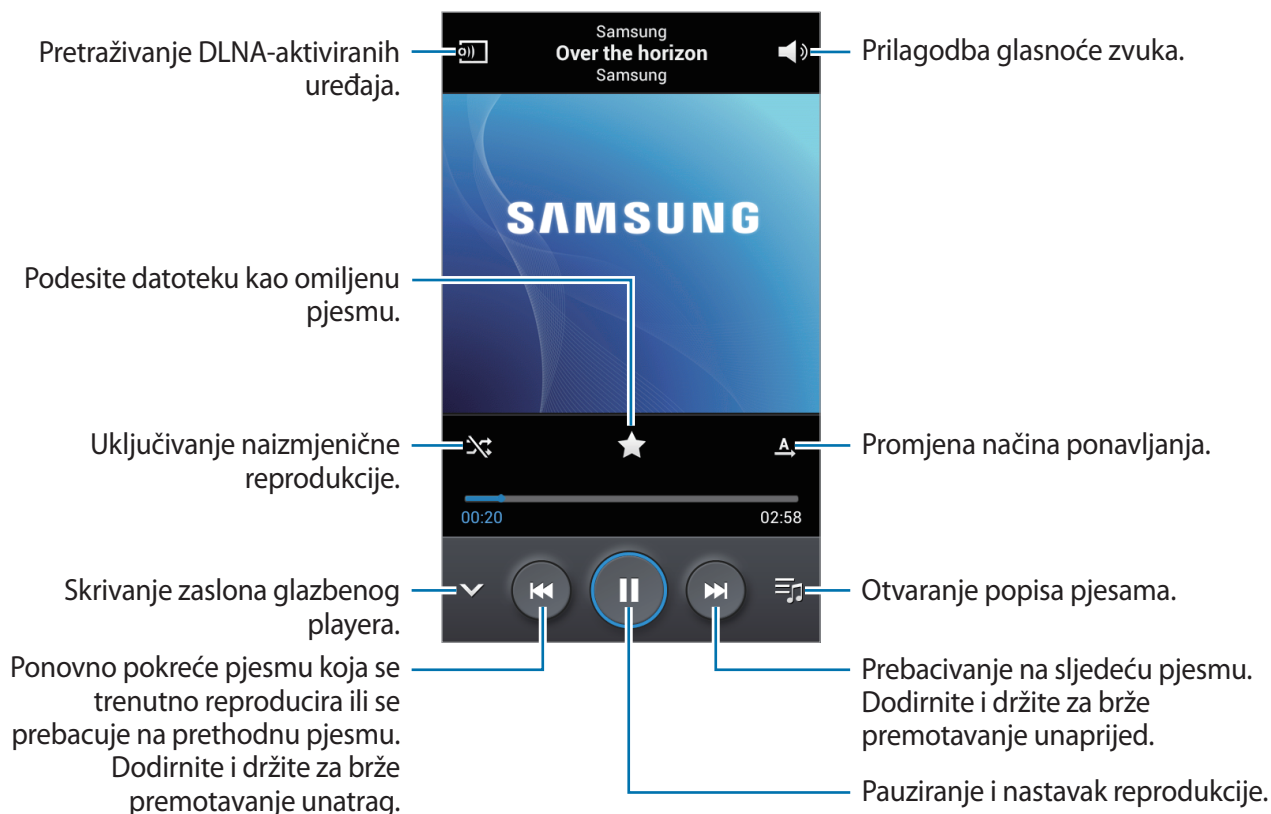 Pretraživanje DLNA-aktiviranih
uređaja.
Samsung
Over the horizon
Samsung
Prilagodba glasnoće zvuka.
SAMSUNG
Podesite datoteku kao omiljenu
pjesmu.
Uključivanje naizmjenične
reprodukcije.
A
Promjena načina ponavljanja.
00:20
02:58
Skrivanje zaslona glazbenog
playera.
Otvaranje popisa pjesama.
Ponovno pokreće pjesmu koja se
trenutno reproducira ili se
prebacuje na prethodnu pjesmu.
Dodirnite i držite za brže
premotavanje unatrag.
Prebacivanje na sljedeću pjesmu.
Dodirnite i držite za brže
premotavanje unaprijed.
Pauziranje i nastavak reprodukcije.